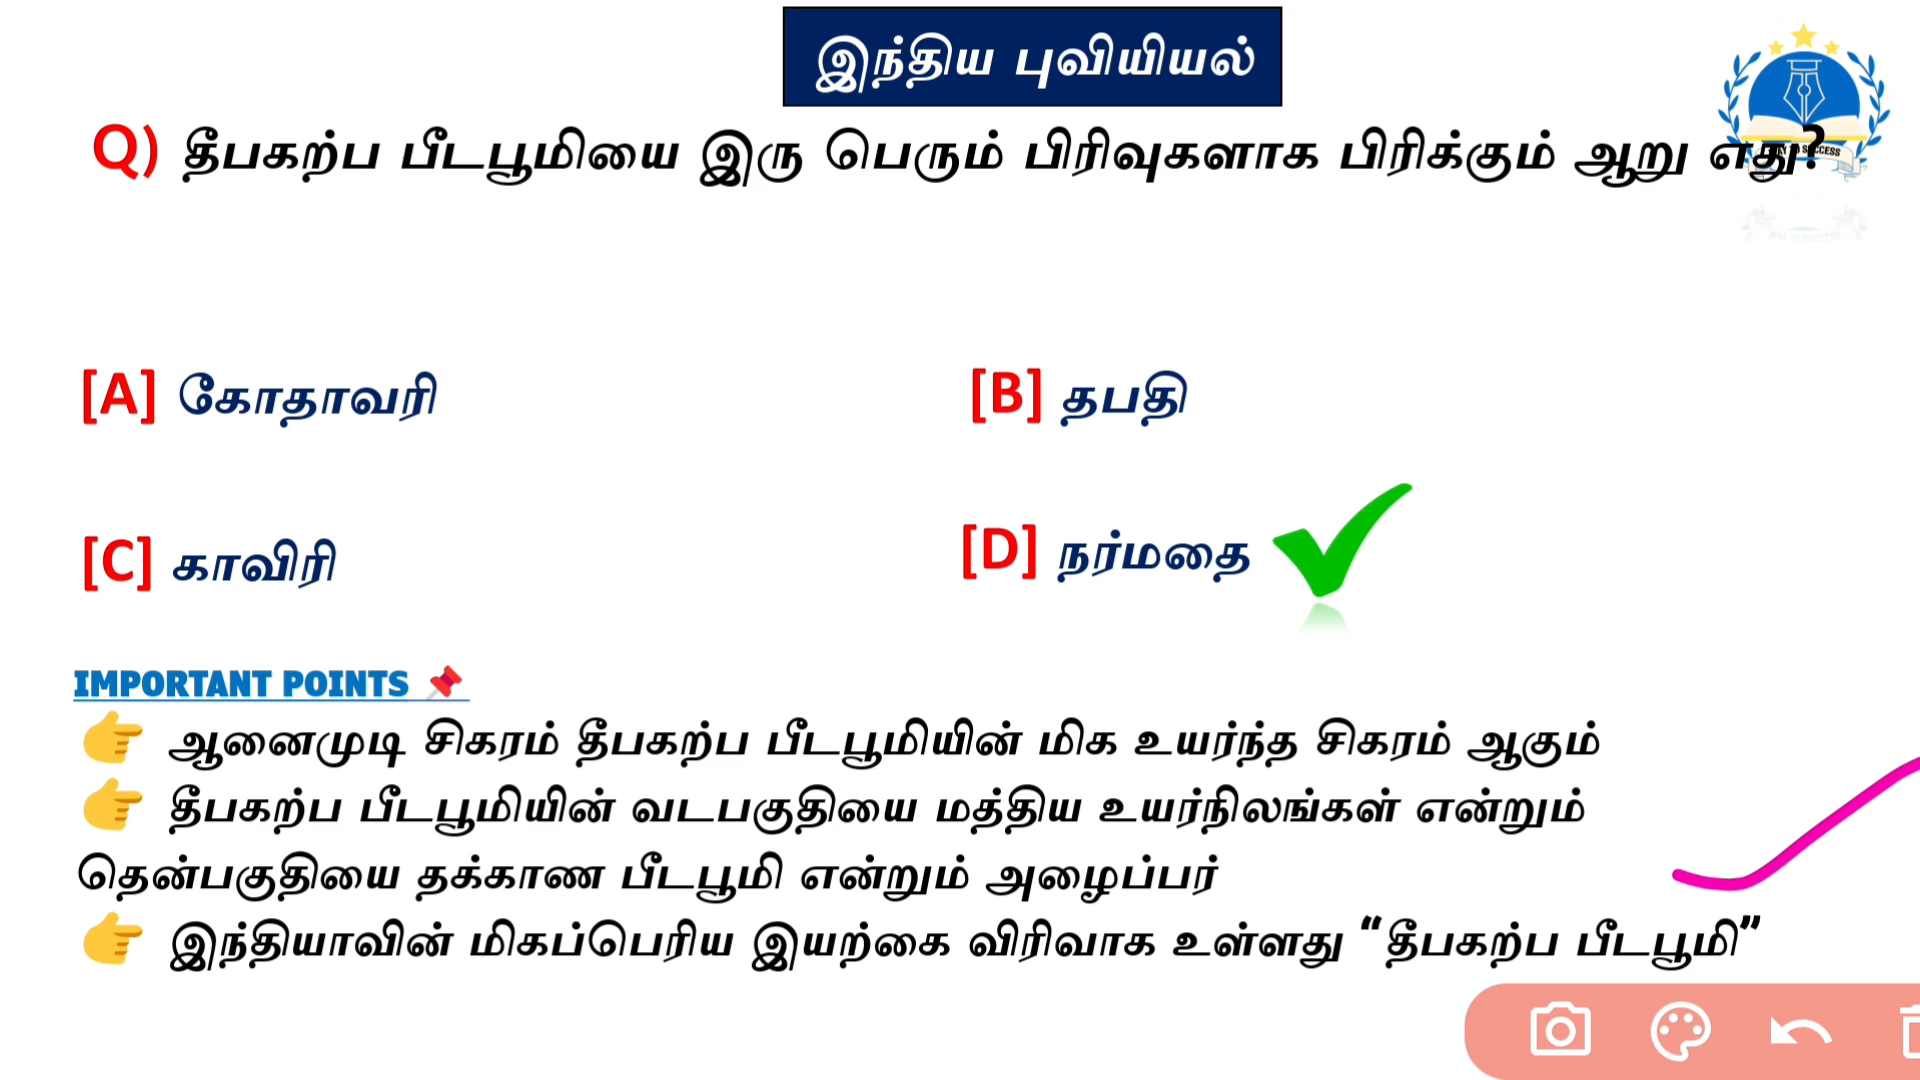 இந்திய புவியியல்
Q) தீபகற்ப பீடபூமியை இரு பெரும் பிரிவுகளாக பிரிக்கும் ஆறு எது?
[A] கோதாவரி
[B] தபதி
[C] காவிரி
[D] நர்மதை
IMPORTANT POINTS
ஆனைமுடி சிகரம் தீபகற்ப பீடபூமியின் மிக உயர்ந்த சிகரம் ஆகும்
தீபகற்ப பீடபூமியின் வடபகுதியை மத்திய உயர்நிலங்கள் என்றும்
தென்பகுதியை தக்காண பீடபூமி என்றும் அழைப்பர்
இந்தியாவின் மிகப்பெரிய இயற்கை விரிவாக உள்ளது “தீபகற்ப பீடபூமி”